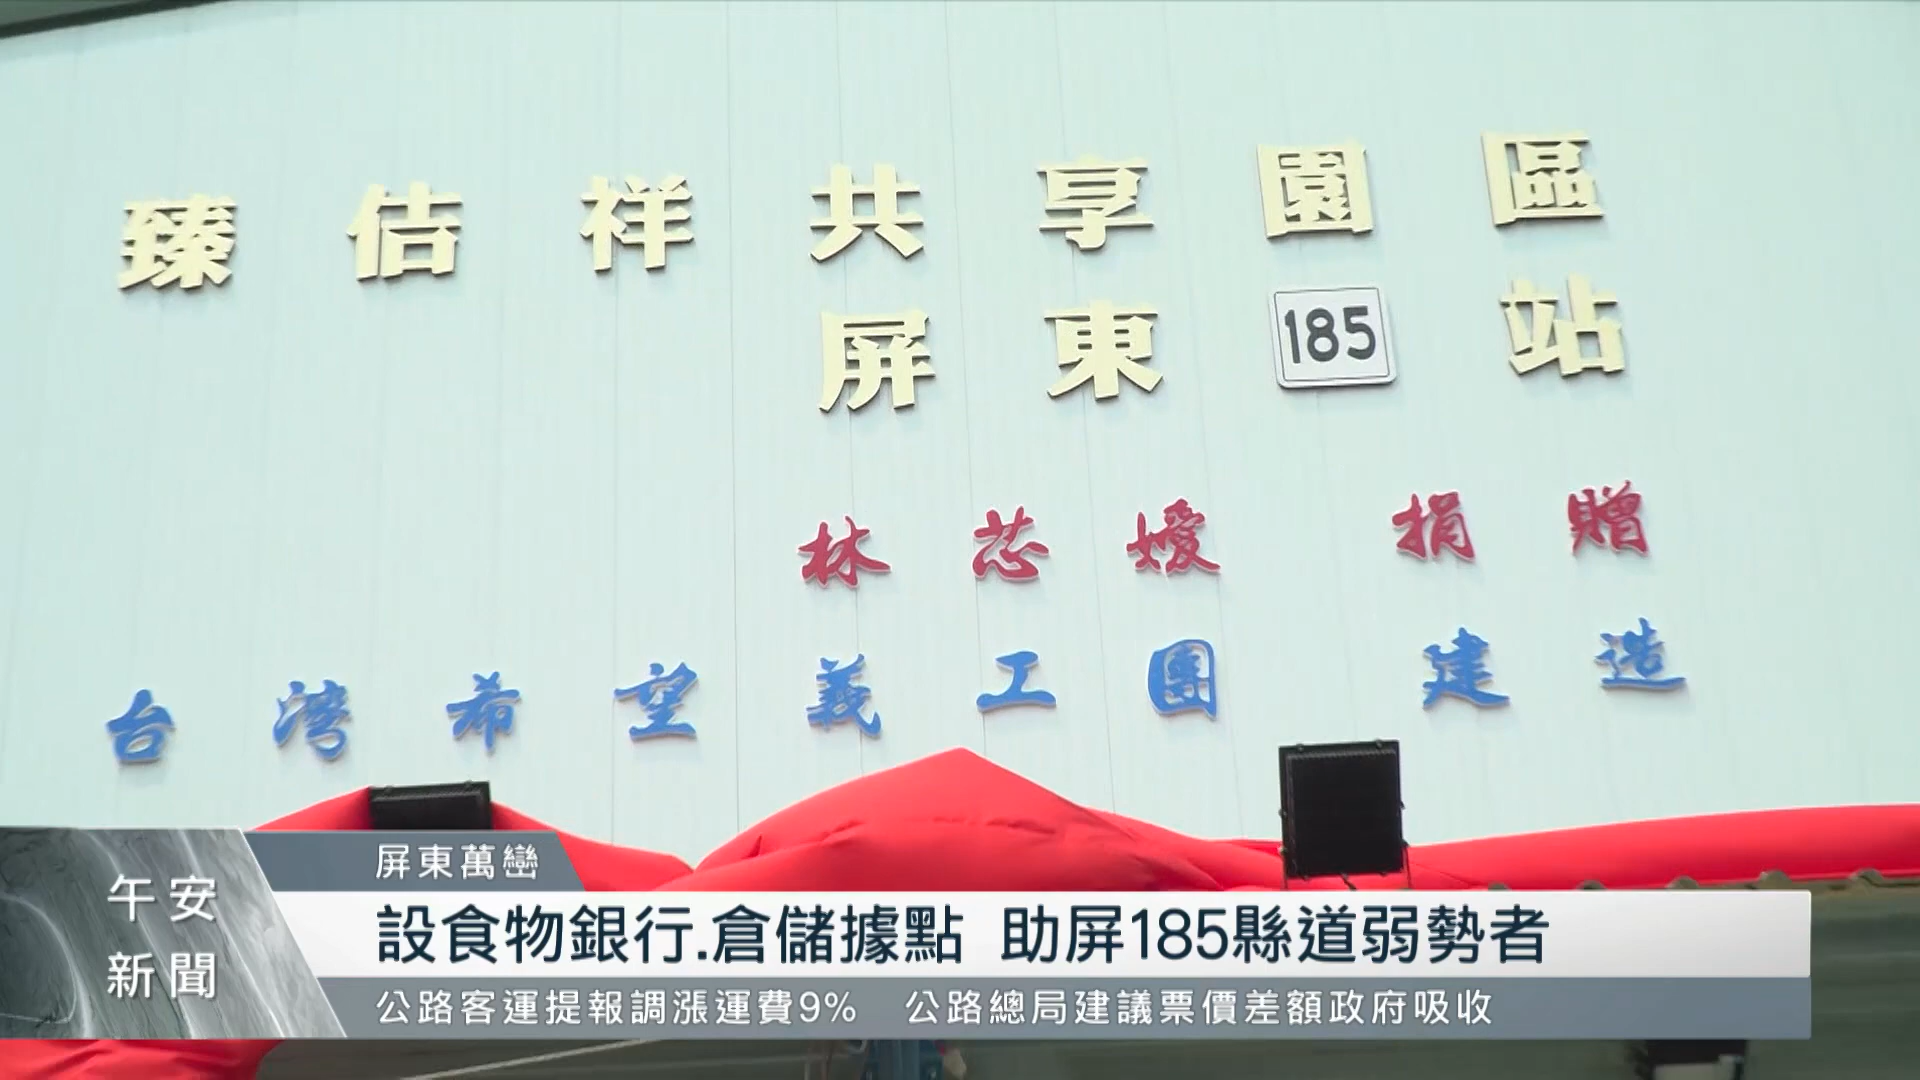 臻佶祥共享園區
屏東185站
林芯嬡 捐贈
台灣希望義工團 建造
屏東萬巒
午安
新聞
設食物銀行.倉儲據點 助屏185縣道弱勢者
公路客運提報調漲運費9% 公路總局建議票價差額政府吸收